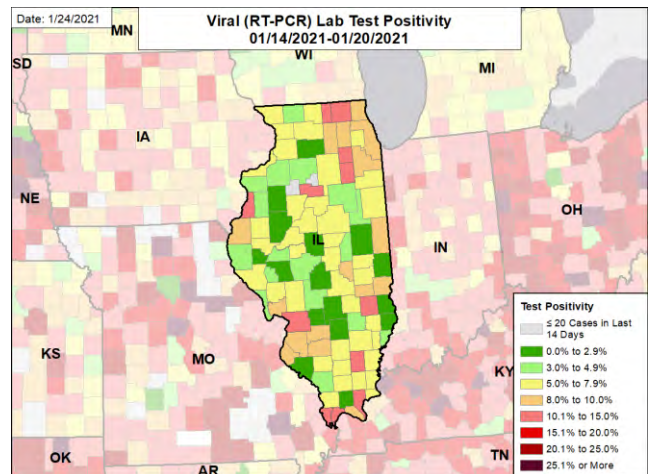 Date: 1/24/2021
Viral (RT-PCR) Lab Test Positivity
01/14/2021-01/20/2021
MN
SD
WI
MI
IA
NE
OH
IL
IN
KS
MO
KY
OK
AR
TN
Test Positivity
≤ 20 Cases in Last
14 Days
0.0% to 2.9%
3.0% to 4.9%
5.0% to 7.9%
8.0% to 10.0%
10.1% to 15.0%
15.1% to 20.0%
20.1% to 25.0%
25.1% or More